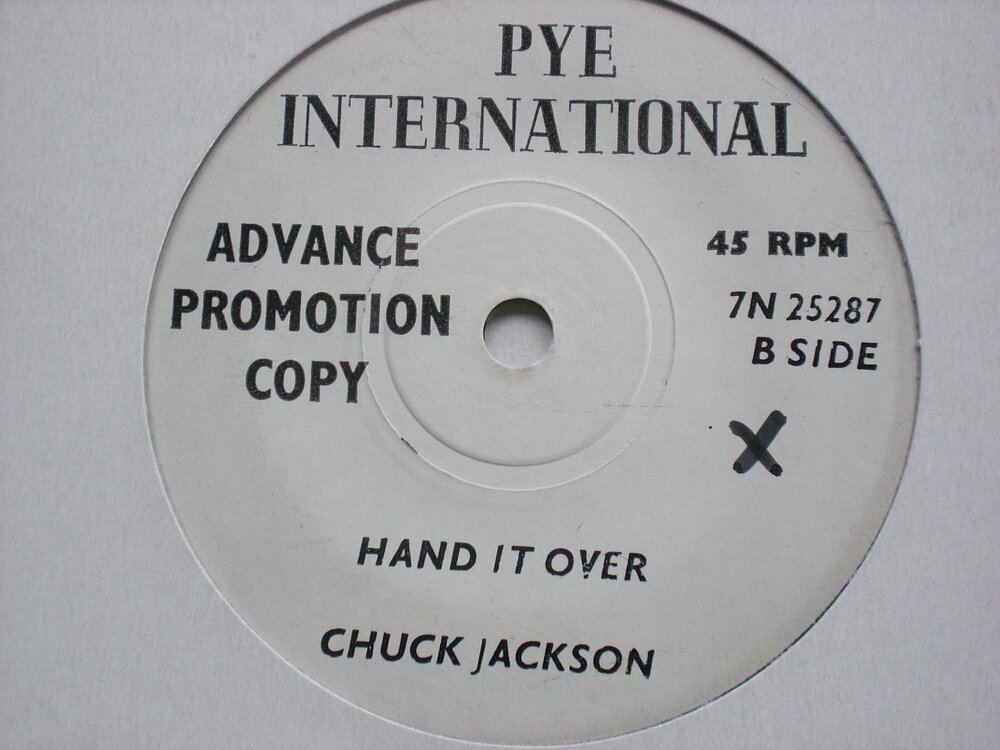 PYE
INTERNATIONAL
ADVANCE
PROMOTION
COPY
45 RPM
7N 25287
B SIDE
X
HAND IT OVER
CHUCK JACKSON